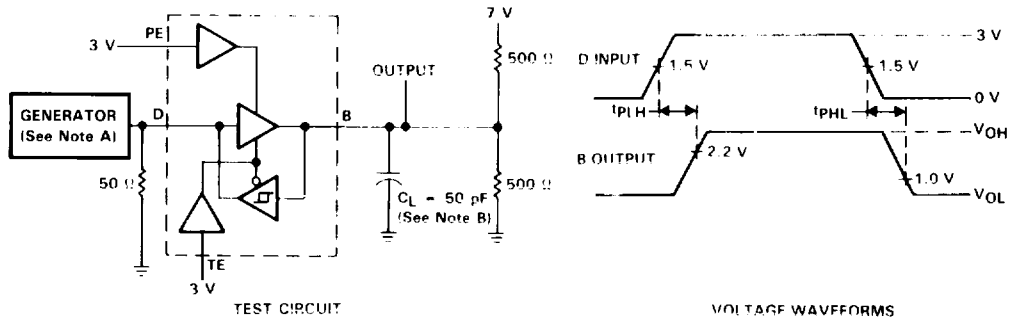 PE
3 V
GENERATOR
(See Note A)
D
50 Ω
TE
3 V
B
OUTPUT
CL = 50 pF
(See Note B)
7 V
500 Ω
500 Ω
TEST CIRCUIT
D INPUT
3 V
1.5 V
1.5 V
0 V
tPLH
tPHL
VOH
B OUTPUT
2.2 V
1.0 V
VOL
VOLTAGE WAVEFORMS